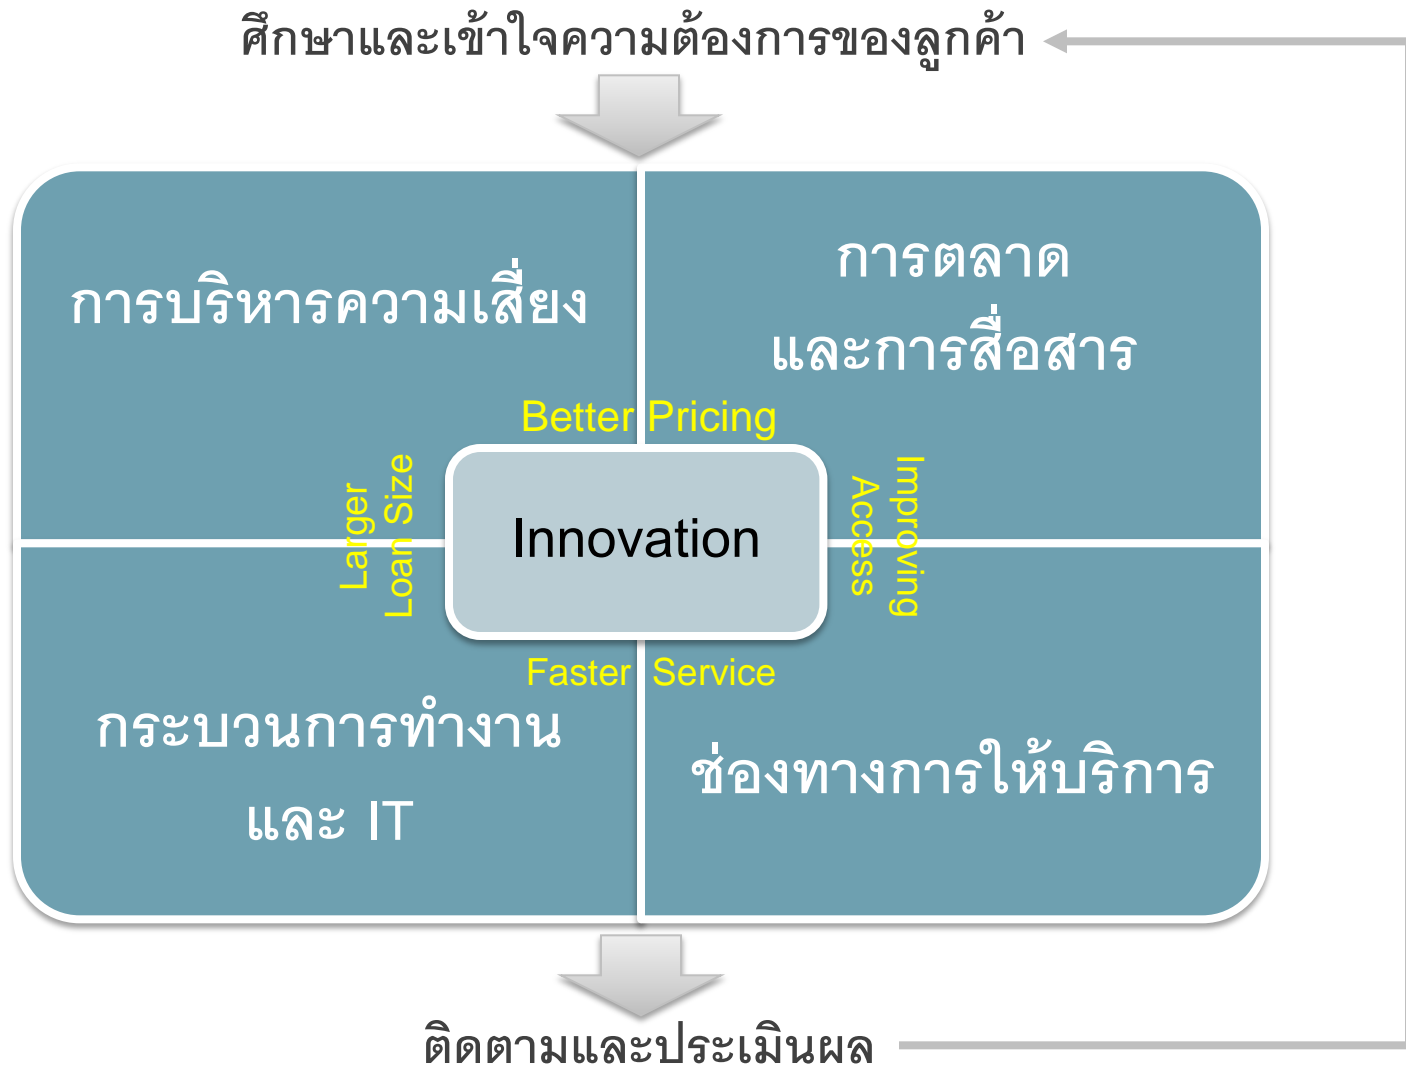 ศึกษาและเข้าใจความต้องการของลูกค้า
การบริหารความเสี่ยง
การตลาด
และการสื่อสาร
Better Pricing
Larger
Loan Size
Innovation
Improving
Access
Faster Service
กระบวนการทำงาน
และ IT
ช่องทางการให้บริการ
ติดตามและประเมินผล